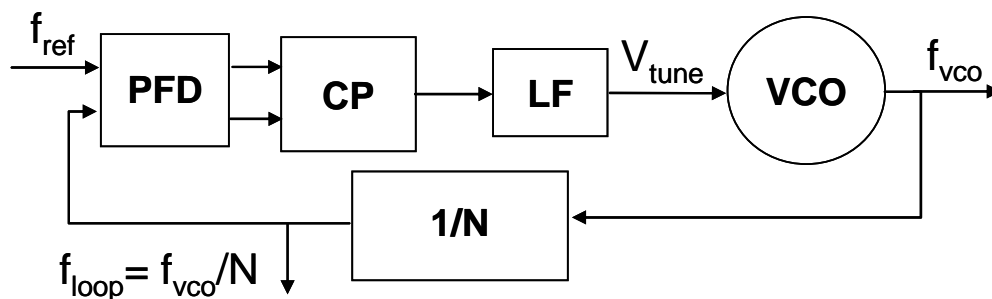 f_ref
PFD
CP
LF
V_tune
VCO
f_vco
1/N
f_loop= f_vco/N